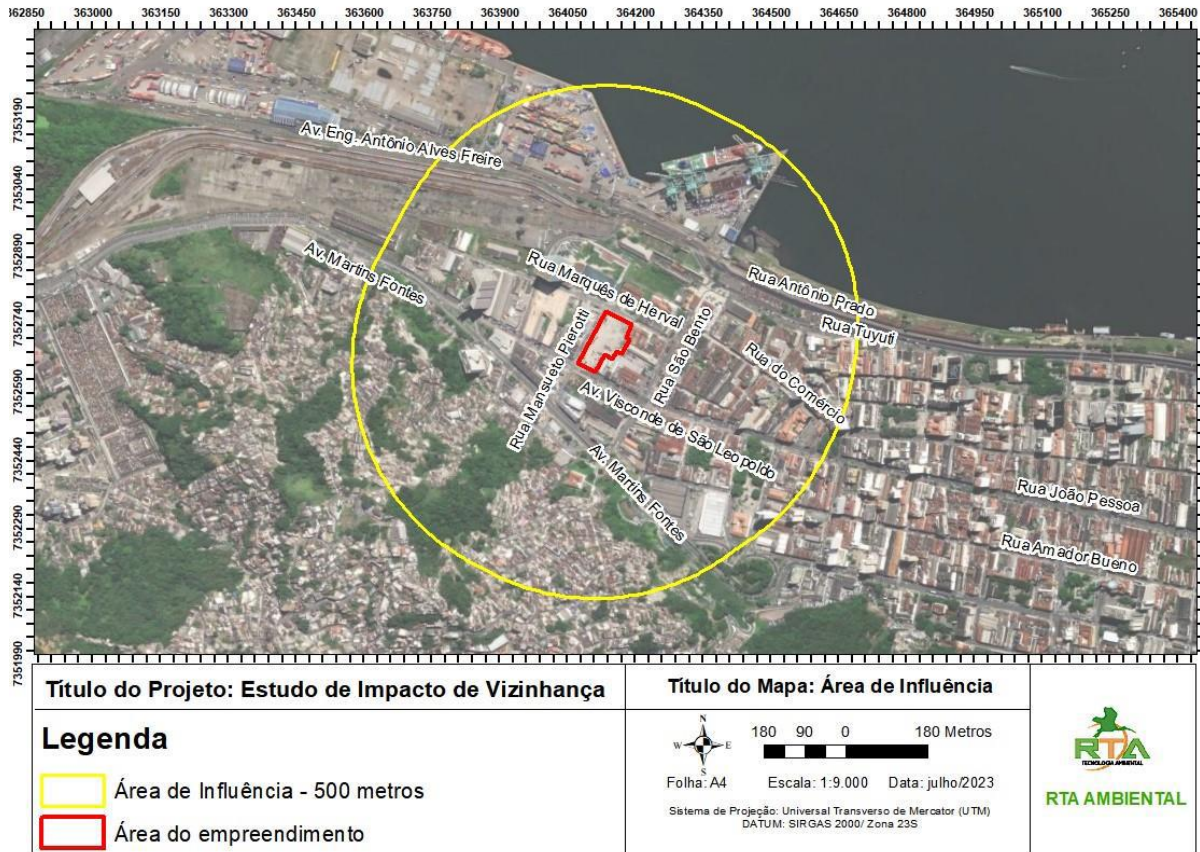 362850 363000 363150 363300 363450 363600 363750 363900 364050 364200 364350 364500 364650 364800 364950 365100 365250 365400
7353190
7353040
7352890
7352740
7352590
7352440
7352290
7352140
7351990
Av. Eng. Antônio Alves Freire
Av. Martins Fontes
Rua Marquês de Herval
Rua Antônio Prado
Rua Tuyuti
Rua Mansueto Pierotti
Rua São Bento
Rua do Comércio
Av. Visconde de São Leopoldo
Av. Martins Fontes
Rua João Pessoa
Rua Amador Bueno
Título do Projeto: Estudo de Impacto de Vizinhança
Legenda
Área de Influência - 500 metros
Área do empreendimento
Título do Mapa: Área de Influência
N
W E
S
180 90 0 180 Metros
Folha: A4 Escala: 1:9.000 Data: julho/2023
Sistema de Projeção: Universal Transverso de Mercator (UTM)
DATUM: SIRGAS 2000/ Zona 23S
RTA
TECNOLOGIA AMBIENTAL
RTA AMBIENTAL